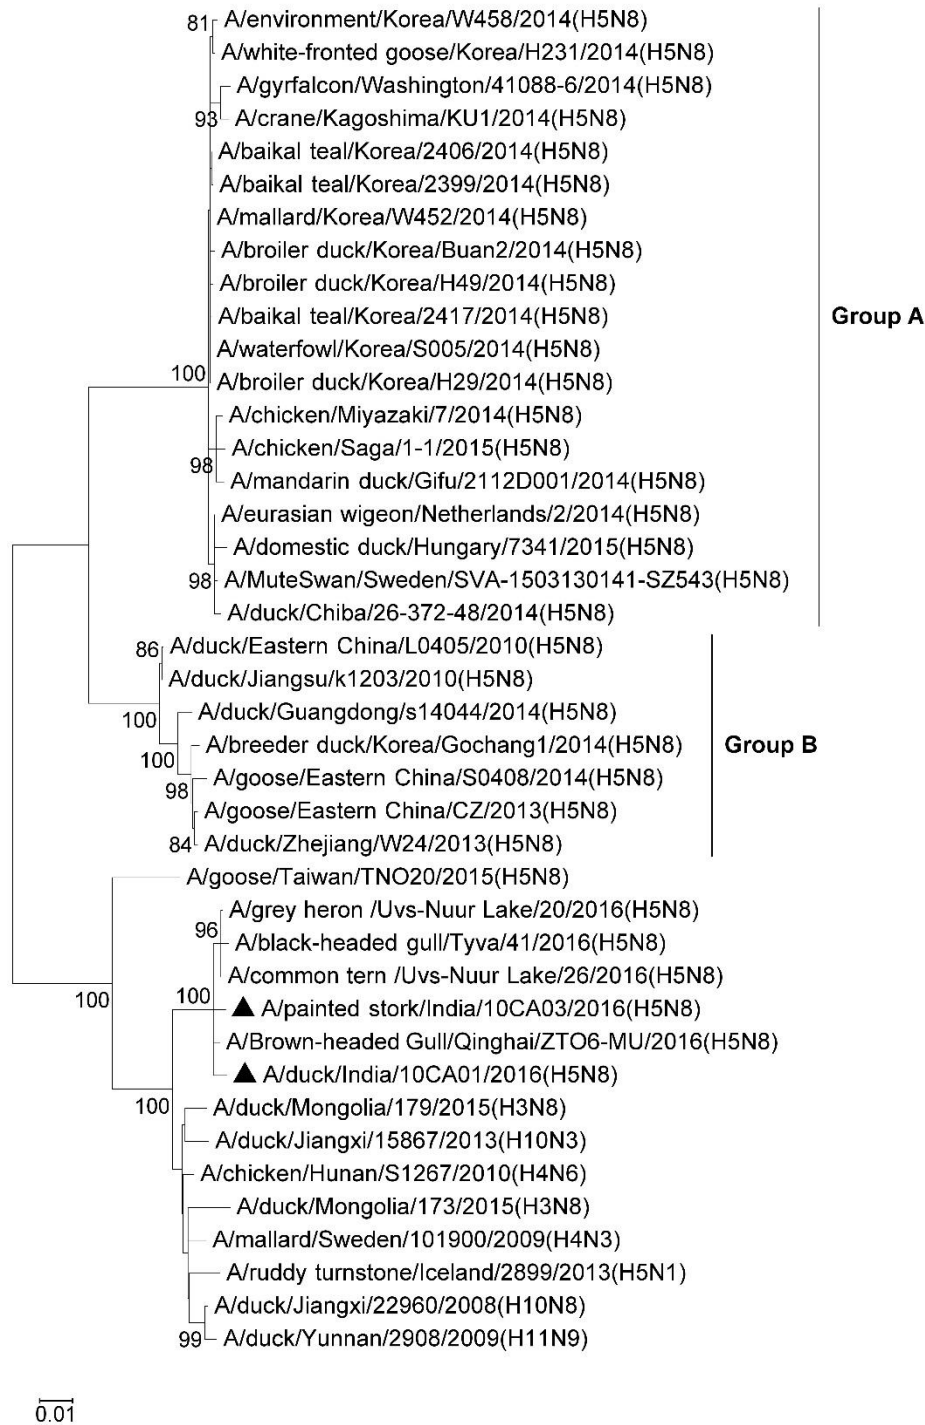 81
A/environment/Korea/W458/2014(H5N8)
A/white-fronted goose/Korea/H231/2014(H5N8)
A/gyrfalcon/Washington/41088-6/2014(H5N8)
93
A/crane/Kagoshima/KU1/2014(H5N8)
A/baikal teal/Korea/2406/2014(H5N8)
A/baikal teal/Korea/2399/2014(H5N8)
A/mallard/Korea/W452/2014(H5N8)
A/broiler duck/Korea/Buan2/2014(H5N8)
A/broiler duck/Korea/H49/2014(H5N8)
A/baikal teal/Korea/2417/2014(H5N8)
Group A
A/waterfowl/Korea/S005/2014(H5N8)
100
A/broiler duck/Korea/H29/2014(H5N8)
A/chicken/Miyazaki/7/2014(H5N8)
A/chicken/Saga/1-1/2015(H5N8)
98
A/mandarin duck/Gifu/2112D001/2014(H5N8)
A/eurasian wigeon/Netherlands/2/2014(H5N8)
A/domestic duck/Hungary/7341/2015(H5N8)
98
A/MuteSwan/Sweden/SVA-1503130141-SZ543(H5N8)
A/duck/Chiba/26-372-48/2014(H5N8)
86
A/duck/Eastern China/L0405/2010(H5N8)
A/duck/Jiangsu/k1203/2010(H5N8)
100
A/duck/Guangdong/s14044/2014(H5N8)
A/breeder duck/Korea/Gochang1/2014(H5N8)
Group B
100
A/goose/Eastern China/S0408/2014(H5N8)
98
A/goose/Eastern China/CZ/2013(H5N8)
84
A/duck/Zhejiang/W24/2013(H5N8)
A/goose/Taiwan/TNO20/2015(H5N8)
A/grey heron /Uvs-Nuur Lake/20/2016(H5N8)
96
A/black-headed gull/Tyva/41/2016(H5N8)
A/common tern /Uvs-Nuur Lake/26/2016(H5N8)
100
100
A/painted stork/India/10CA03/2016(H5N8)
A/Brown-headed Gull/Qinghai/ZTO6-MU/2016(H5N8)
A/duck/India/10CA01/2016(H5N8)
100
A/duck/Mongolia/179/2015(H3N8)
A/duck/Jiangxi/15867/2013(H10N3)
A/chicken/Hunan/S1267/2010(H4N6)
A/duck/Mongolia/173/2015(H3N8)
A/mallard/Sweden/101900/2009(H4N3)
A/ruddy turnstone/Iceland/2899/2013(H5N1)
A/duck/Jiangxi/22960/2008(H10N8)
99
A/duck/Yunnan/2908/2009(H11N9)
0.01